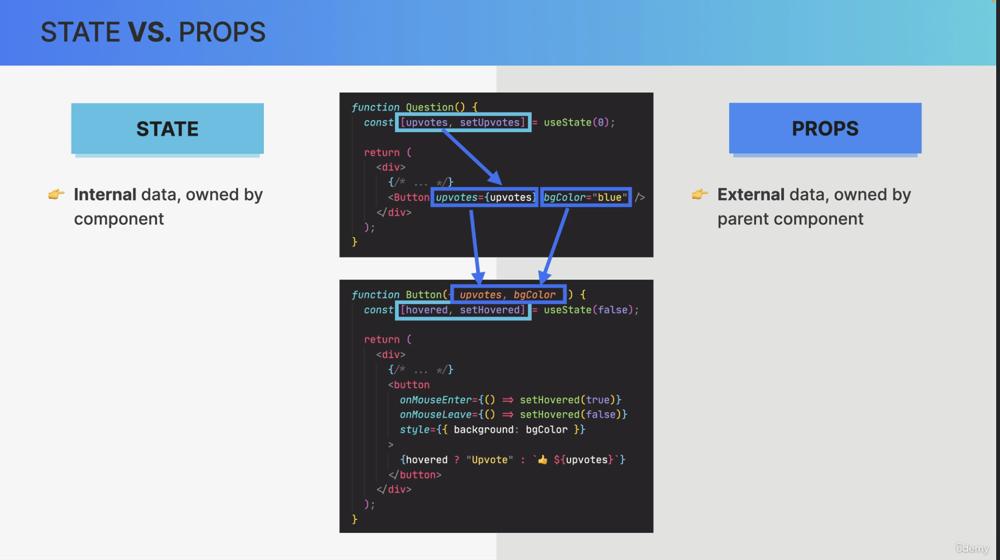 STATE VS. PROPS
STATE
👉 Internal data, owned by
component
function Question() {
const [upvotes, setUpvotes] = useState(0);
return (
<div>
{/* ... */}
<Button upvotes={upvotes} bgColor="blue" />
</div>
);
}
function Button({ upvotes, bgColor }) {
const [hovered, setHovered] = useState(false);
return (
<div>
{/* ... */}
<button
onMouseEnter={() => setHovered(true)}
onMouseLeave={() => setHovered(false)}
style={{ background: bgColor }}
>
{hovered ? "Upvote" : `👍 ${upvotes}`}
</button>
</div>
);
}
PROPS
👉 External data, owned by
parent component
ûdemy